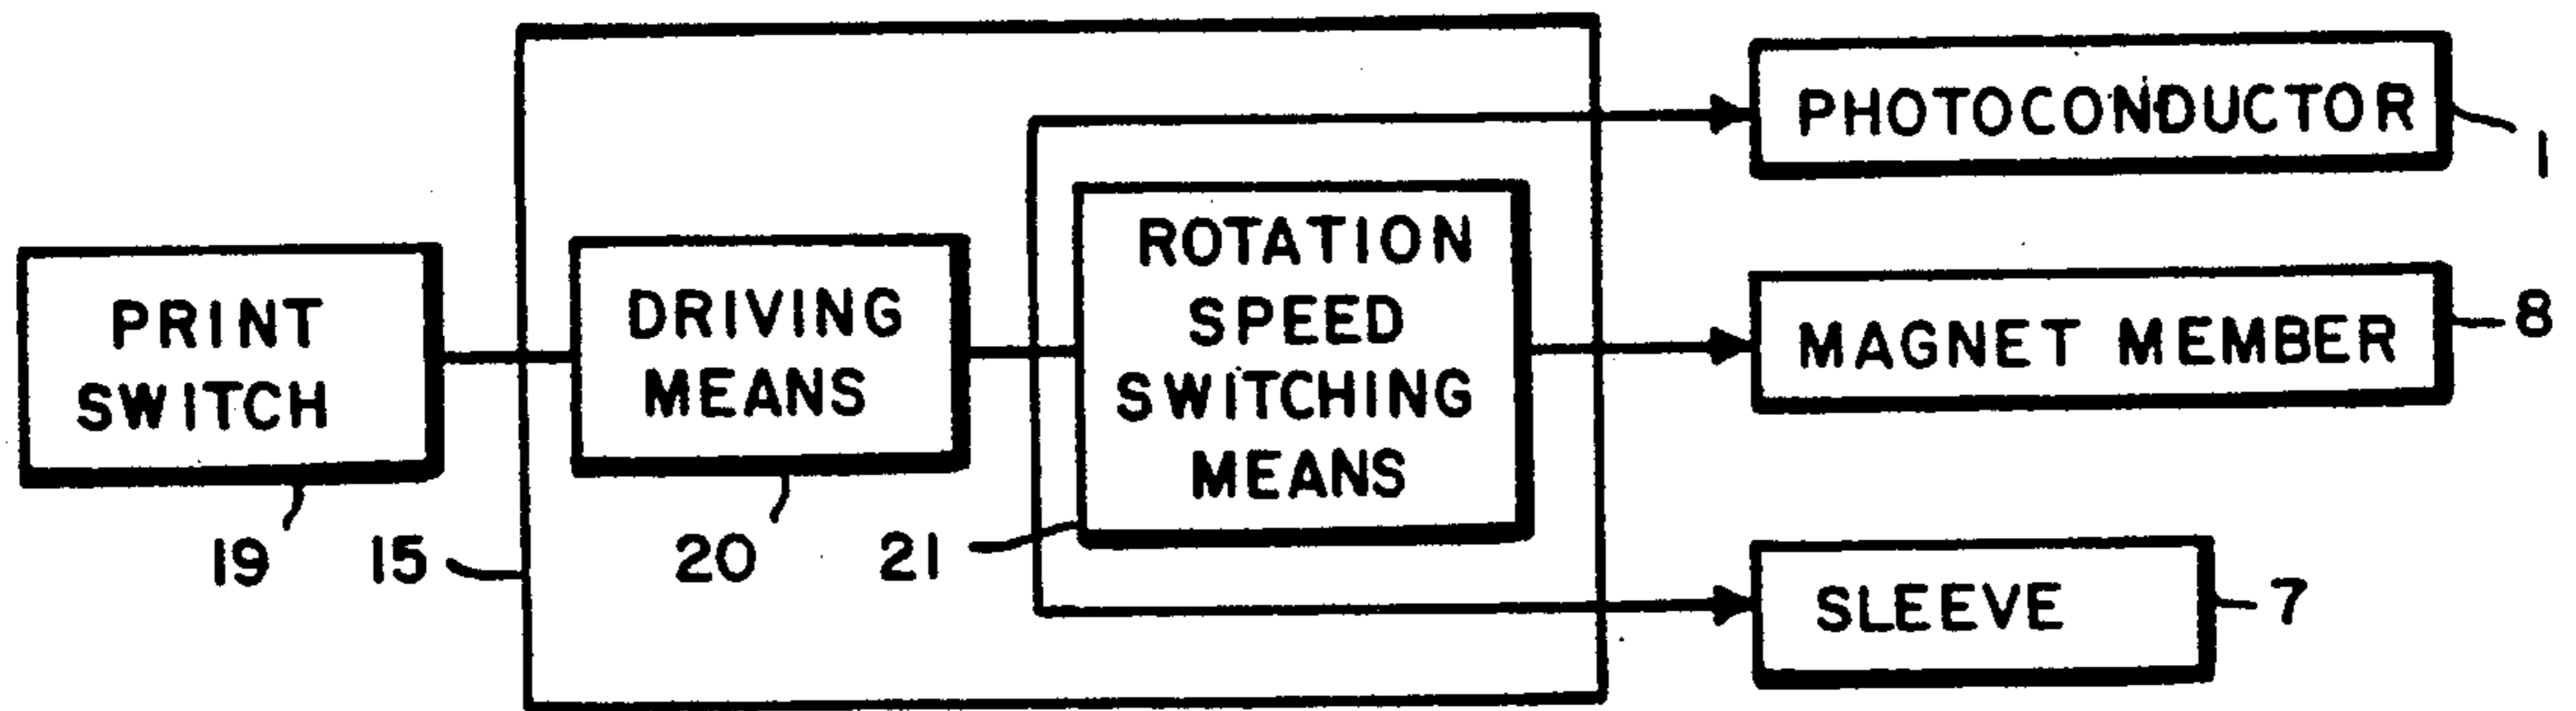 PRINT
SWITCH
19
15
DRIVING
MEANS
20
ROTATION
SPEED
SWITCHING
MEANS
21
PHOTOCONDUCTOR
1
MAGNET MEMBER
8
SLEEVE
7